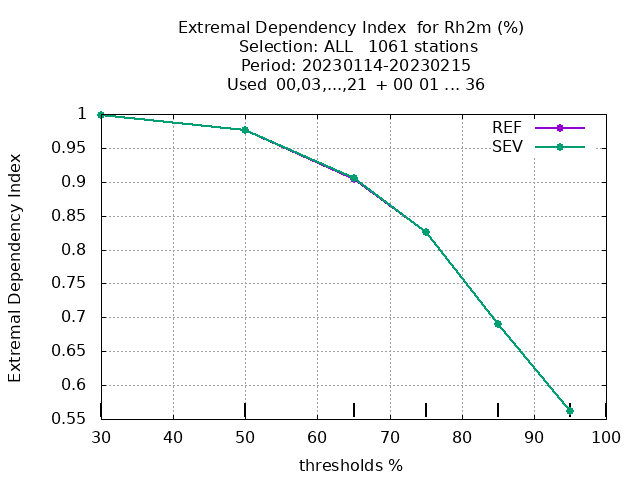 Extremal Dependency Index  for Rh2m (%)
Selection: ALL   1061 stations
Period: 20230114-20230215
Used  00,03,...,21  + 00 01 ... 36
REF
SEV
1
0.95
0.9
0.85
0.8
0.75
0.7
0.65
0.6
0.55
Extremal Dependency Index
30 40 50 60 70 80 90 100
thresholds %